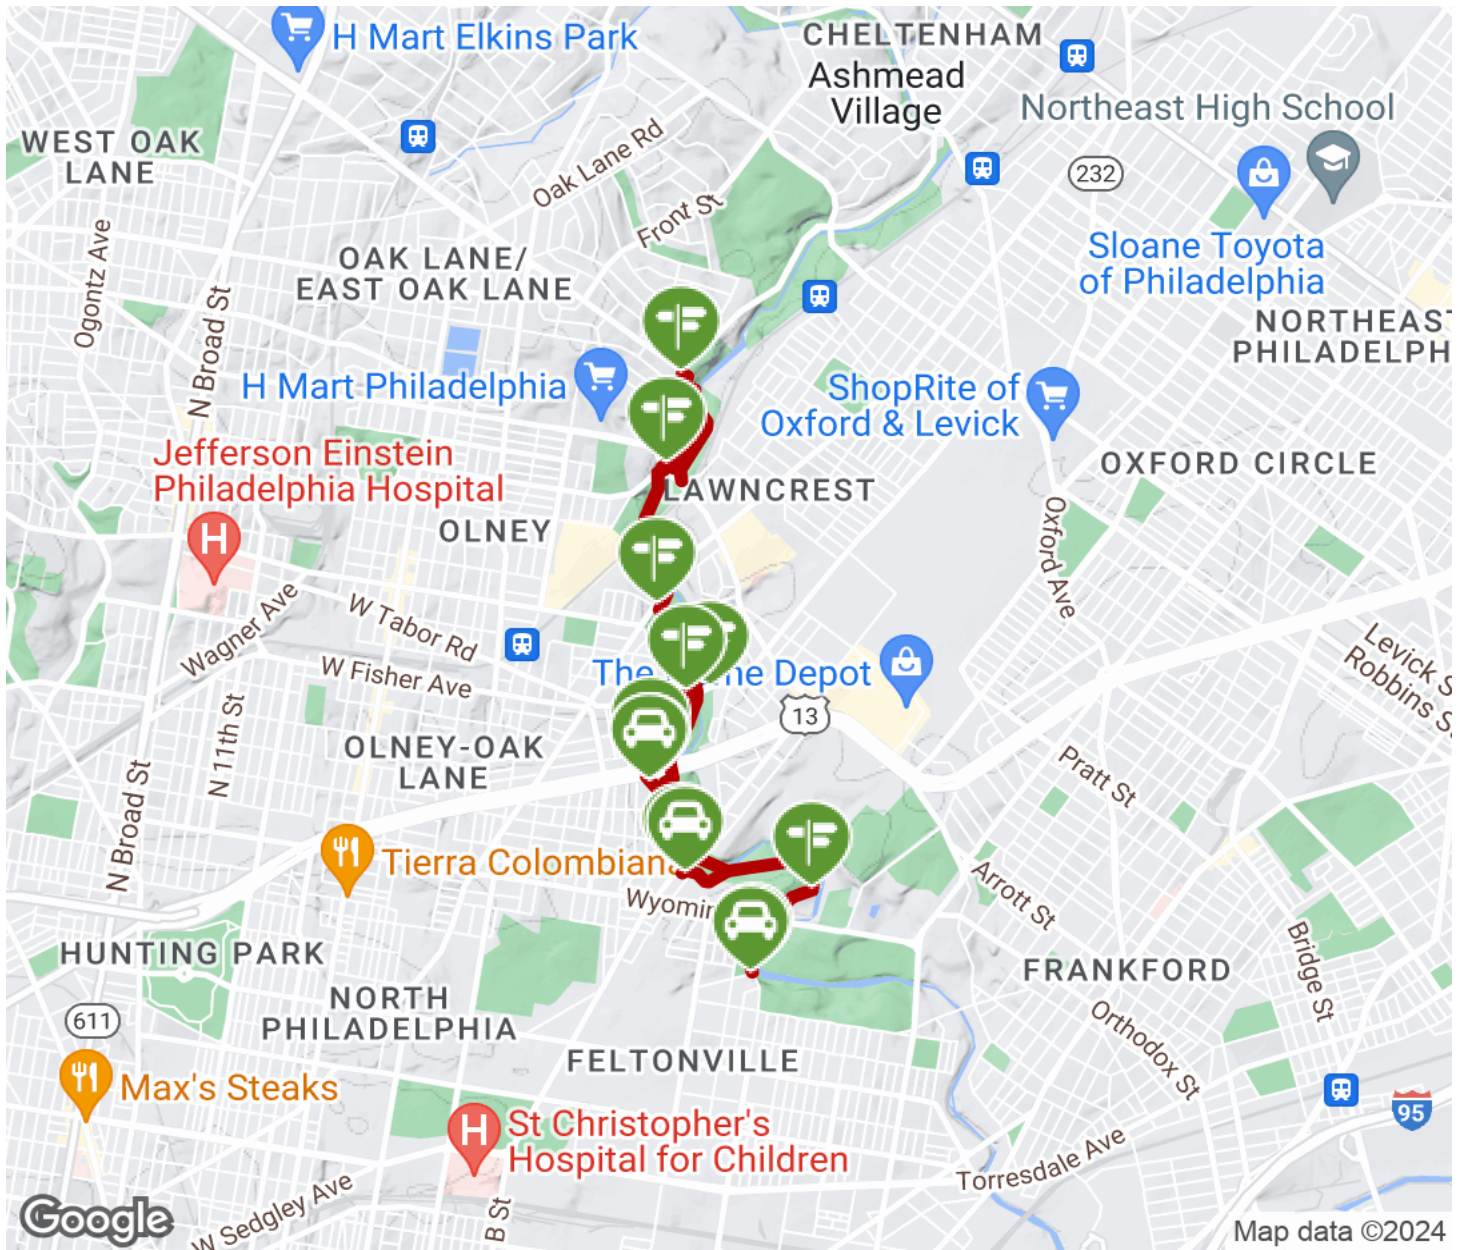 H Mart Elkins Park
CHELTENHAM
Ashmead
Village
Northeast High School
WEST OAK
LANE
Oak Lane Rd
232
Front St
Ogontz Ave
OAK LANE/
EAST OAK LANE
Sloane Toyota
of Philadelphia
N Broad St
NORTHEAST
PHILADELPH
H Mart Philadelphia
ShopRite of
Oxford & Levick
Jefferson Einstein
Philadelphia Hospital
OXFORD CIRCLE
LAWNCREST
OLNEY
H
Oxford Ave
Wagner Ave
W Tabor Rd
W Fisher Ave
The
me Depot
Levick S
Robbins S
13
N 11th St
OLNEY-OAK
LANE
Pratt St
N Broad St
Tierra Colombiana
Arrott St
Wyomin
HUNTING PARK
FRANKFORD
Bridge St
NORTH
PHILADELPHIA
611
Orthodox St
FELTONVILLE
Max's Steaks
95
H
St Christopher's
Hospital for Children
Torresdale Ave
W Sedgley Ave
B St
Google
Map data ©2024